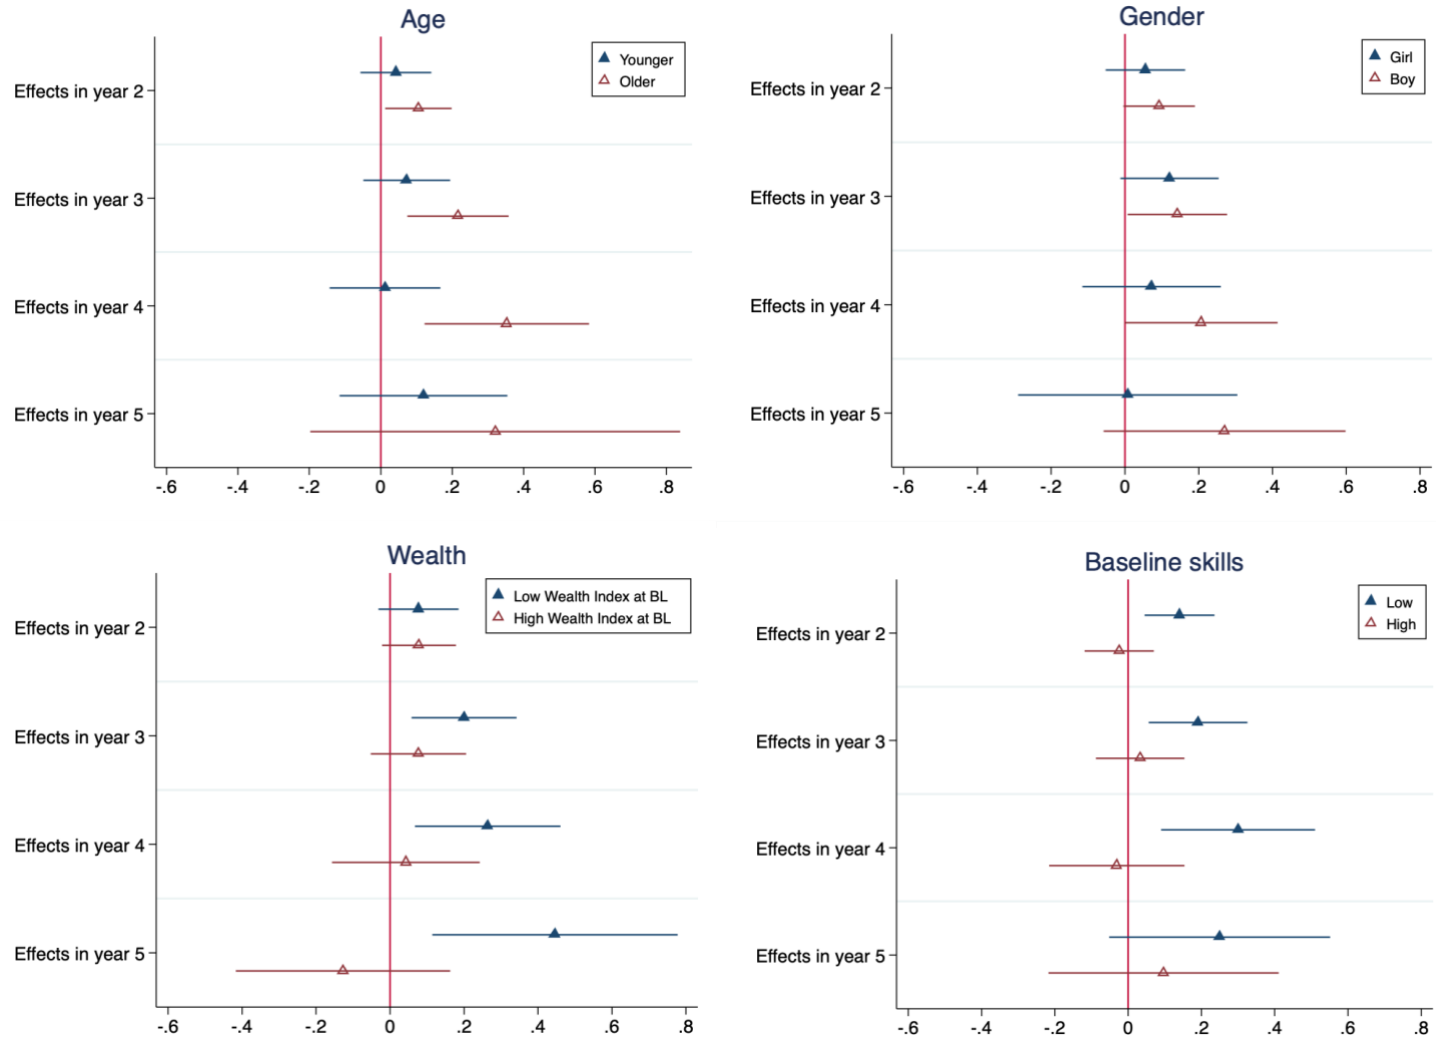 Age
Younger
Older
Effects in year 2
Effects in year 3
Effects in year 4
Effects in year 5
-.6 -.4 -.2 0 .2 .4 .6 .8
Gender
Girl
Boy
Effects in year 2
Effects in year 3
Effects in year 4
Effects in year 5
-.6 -.4 -.2 0 .2 .4 .6 .8
Wealth
Low Wealth Index at BL
High Wealth Index at BL
Effects in year 2
Effects in year 3
Effects in year 4
Effects in year 5
-.6 -.4 -.2 0 .2 .4 .6 .8
Baseline skills
Low
High
Effects in year 2
Effects in year 3
Effects in year 4
Effects in year 5
-.6 -.4 -.2 0 .2 .4 .6 .8